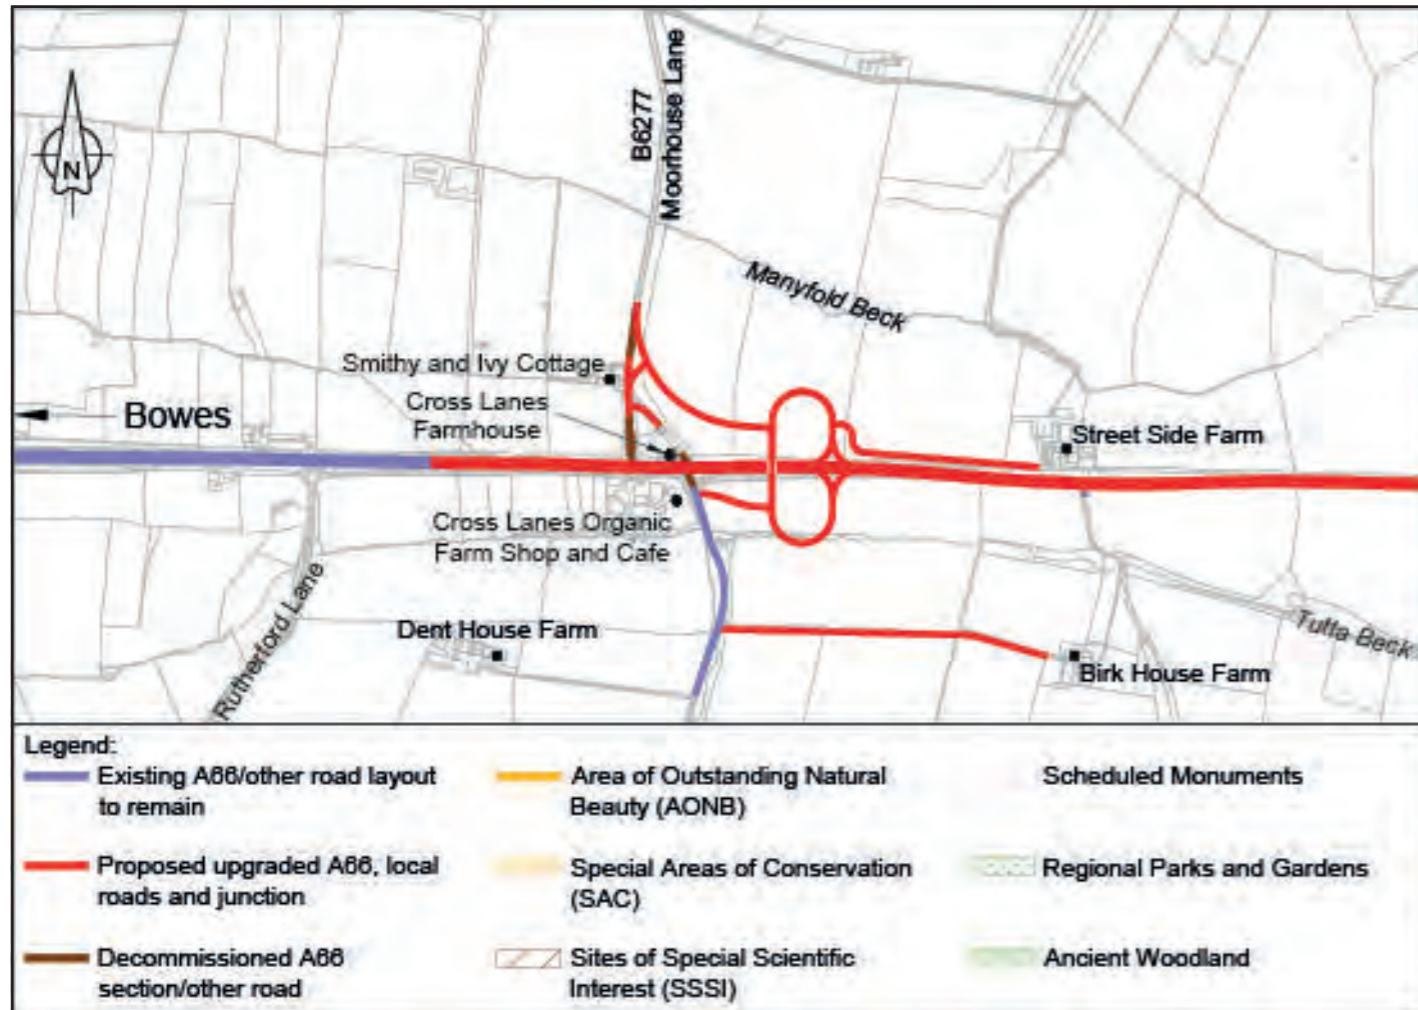 B6277
Moorhouse Lane
N
Manyfold Beck
Smithy and Ivy Cottage
Cross Lanes
Farmhouse
Bowes
Street Side Farm
Cross Lanes Organic
Farm Shop and Cafe
Rutherford Lane
Dent House Farm
Tutta Beck
Birk House Farm
Legend:
Existing A66/other road layout
to remain
Proposed upgraded A66, local
roads and junction
Decommissioned A66
section/other road
Area of Outstanding Natural
Beauty (AONB)
Special Areas of Conservation
(SAC)
Sites of Special Scientific
Interest (SSSI)
Scheduled Monuments
Regional Parks and Gardens
Ancient Woodland